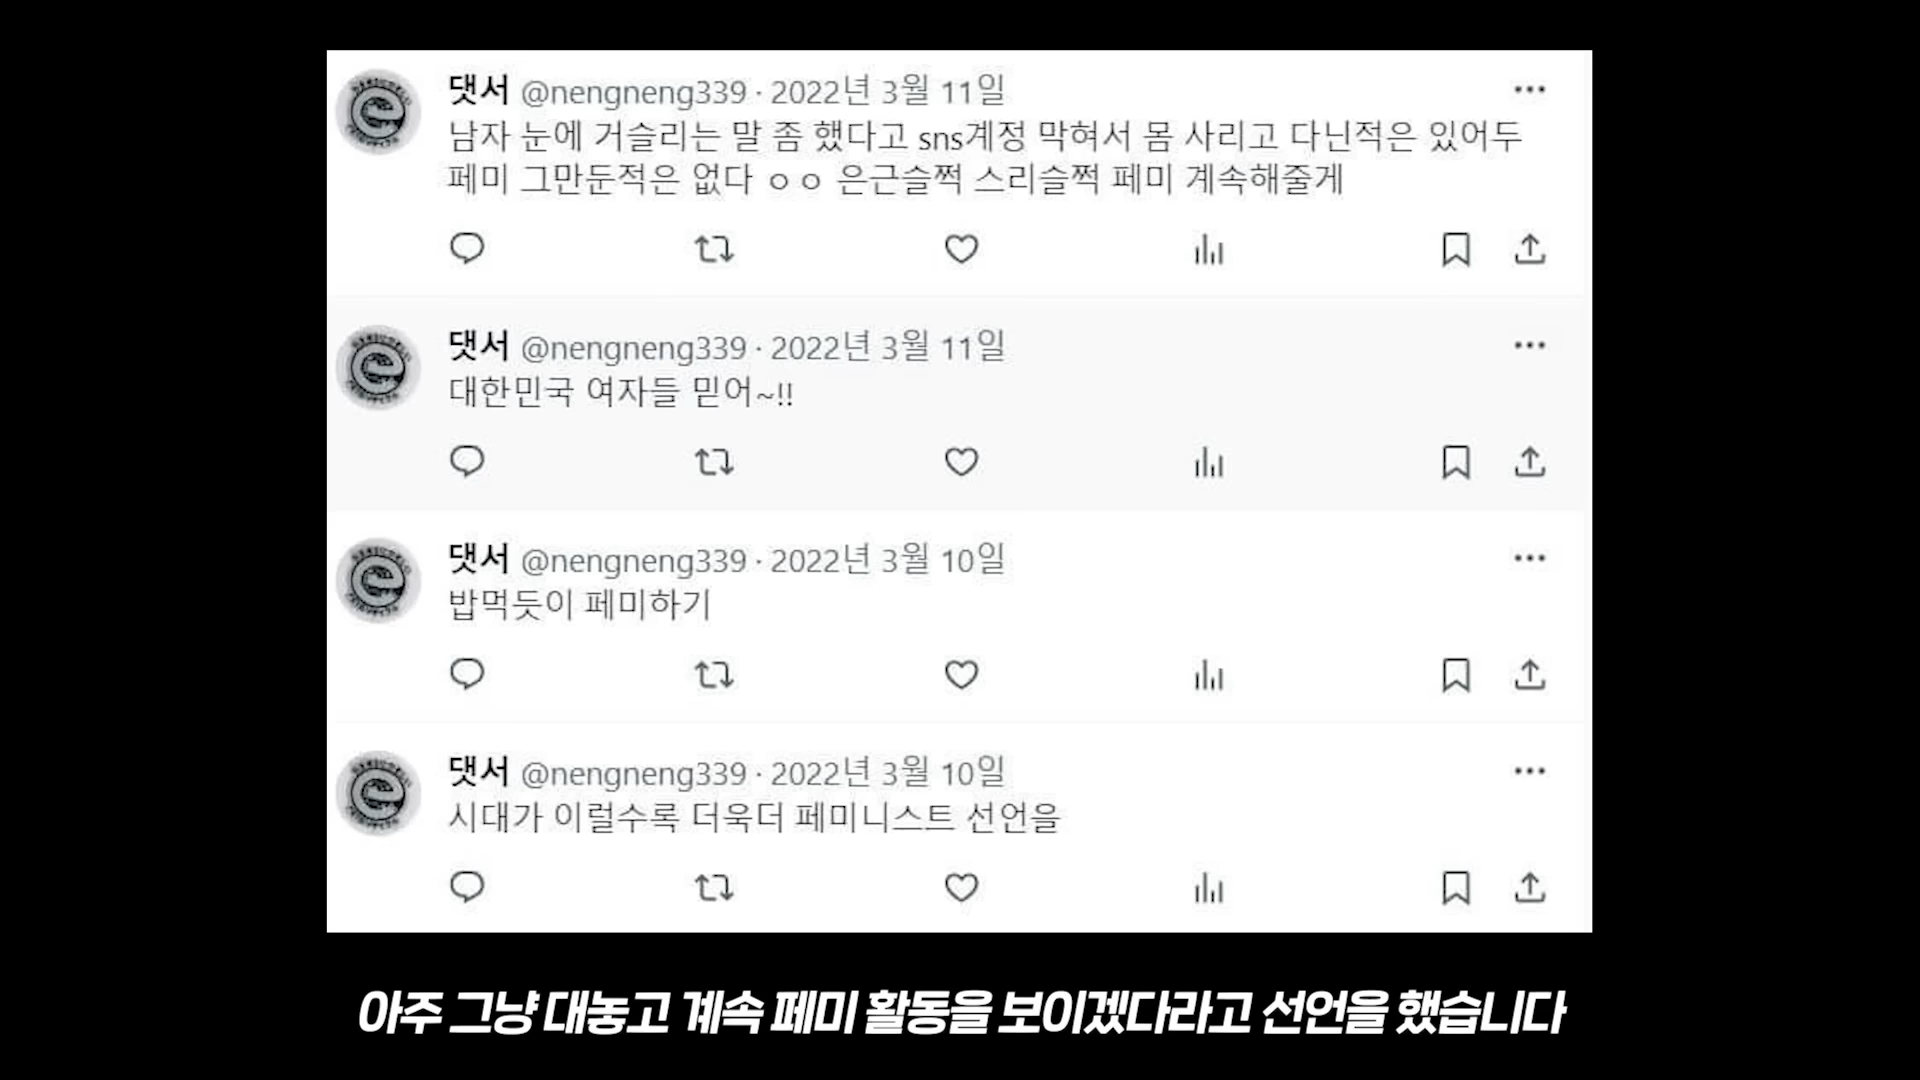 댓서 @nengneng339 · 2022년 3월 11일
남자 눈에 거슬리는 말 좀 했다고 sns계정 막혀서 몸 사리고 다닌적은 있어두
페미 그만둔적은 없다 ㅇㅇ 은근슬쩍 스리슬쩍 페미 계속해줄게
댓서 @nengneng339 · 2022년 3월 11일
대한민국 여자들 믿어~!!
댓서 @nengneng339 · 2022년 3월 10일
밥먹듯이 페미하기
댓서 @nengneng339 · 2022년 3월 10일
시대가 이럴수록 더욱더 페미니스트 선언을
아주 그냥 대놓고 계속 페미 활동을 보이겠다라고 선언을 했습니다